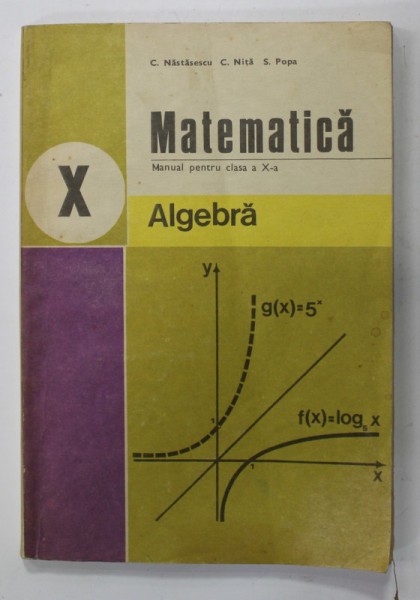 C. Năstăsescu C. Niță S. Popa
Matematică
Manual pentru clasa a X-a
X
Algebră
y
g(x)=5ˣ
f(x)=log₅ x
1
1
x